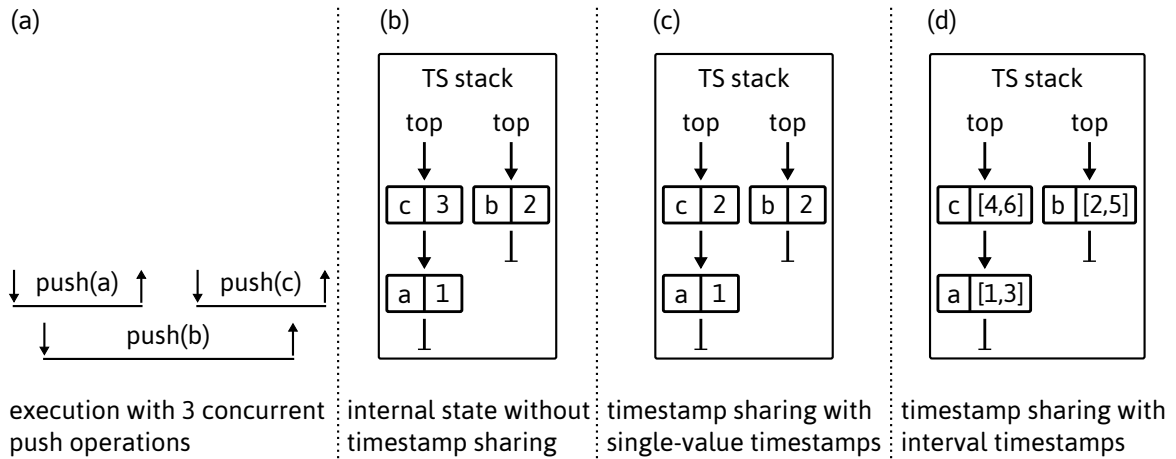 (a)
push(a)
push(c)
push(b)
execution with 3 concurrent
push operations
(b)
TS stack
top top
c 3 b 2
a 1
internal state without
timestamp sharing
(c)
TS stack
top top
c 2 b 2
a 1
timestamp sharing with
single-value timestamps
(d)
TS stack
top top
c [4,6] b [2,5]
a [1,3]
timestamp sharing with
interval timestamps